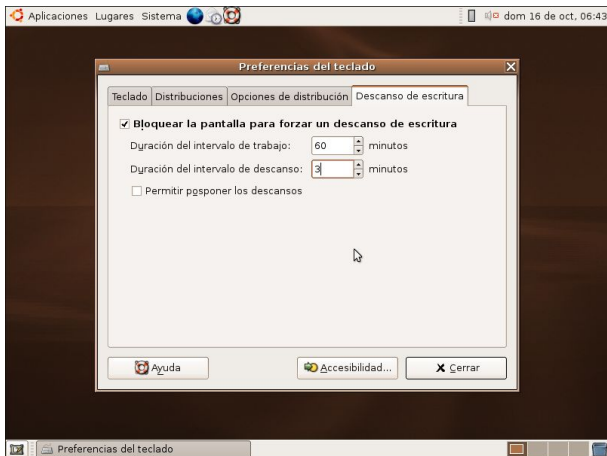 Aplicaciones Lugares Sistema dom 16 de oct, 06:43
Preferencias del teclado
Teclado Distribuciones Opciones de distribución Descanso de escritura
Bloquear la pantalla para forzar un descanso de escritura
Duración del intervalo de trabajo: 60 minutos
Duración del intervalo de descanso: 3 minutos
Permitir posponer los descansos
Ayuda Accesibilidad... Cerrar
Preferencias del teclado